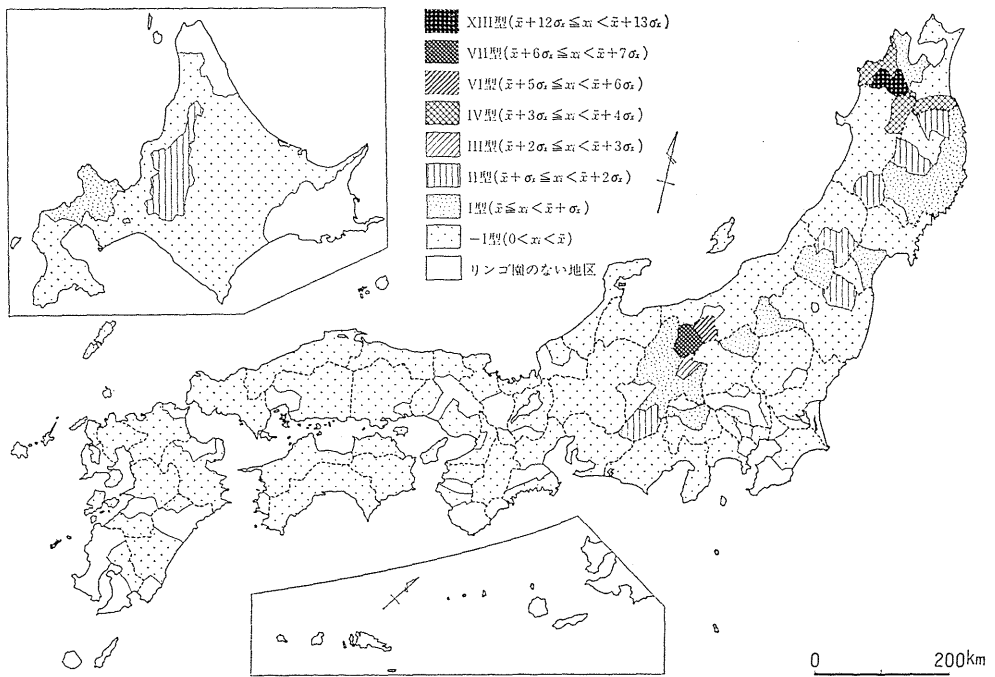 XIII型(x̄+12σₓ≦xᵢ<x̄+13σₓ)
VII型(x̄+6σₓ≦xᵢ<x̄+7σₓ)
VI型(x̄+5σₓ≦xᵢ<x̄+6σₓ)
IV型(x̄+3σₓ≦xᵢ<x̄+4σₓ)
III型(x̄+2σₓ≦xᵢ<x̄+3σₓ)
II型(x̄+σₓ≦xᵢ<x̄+2σₓ)
I型(x̄≦xᵢ<x̄+σₓ)
-I型(0<xᵢ<x̄)
リンゴ園のない地区
0 200km